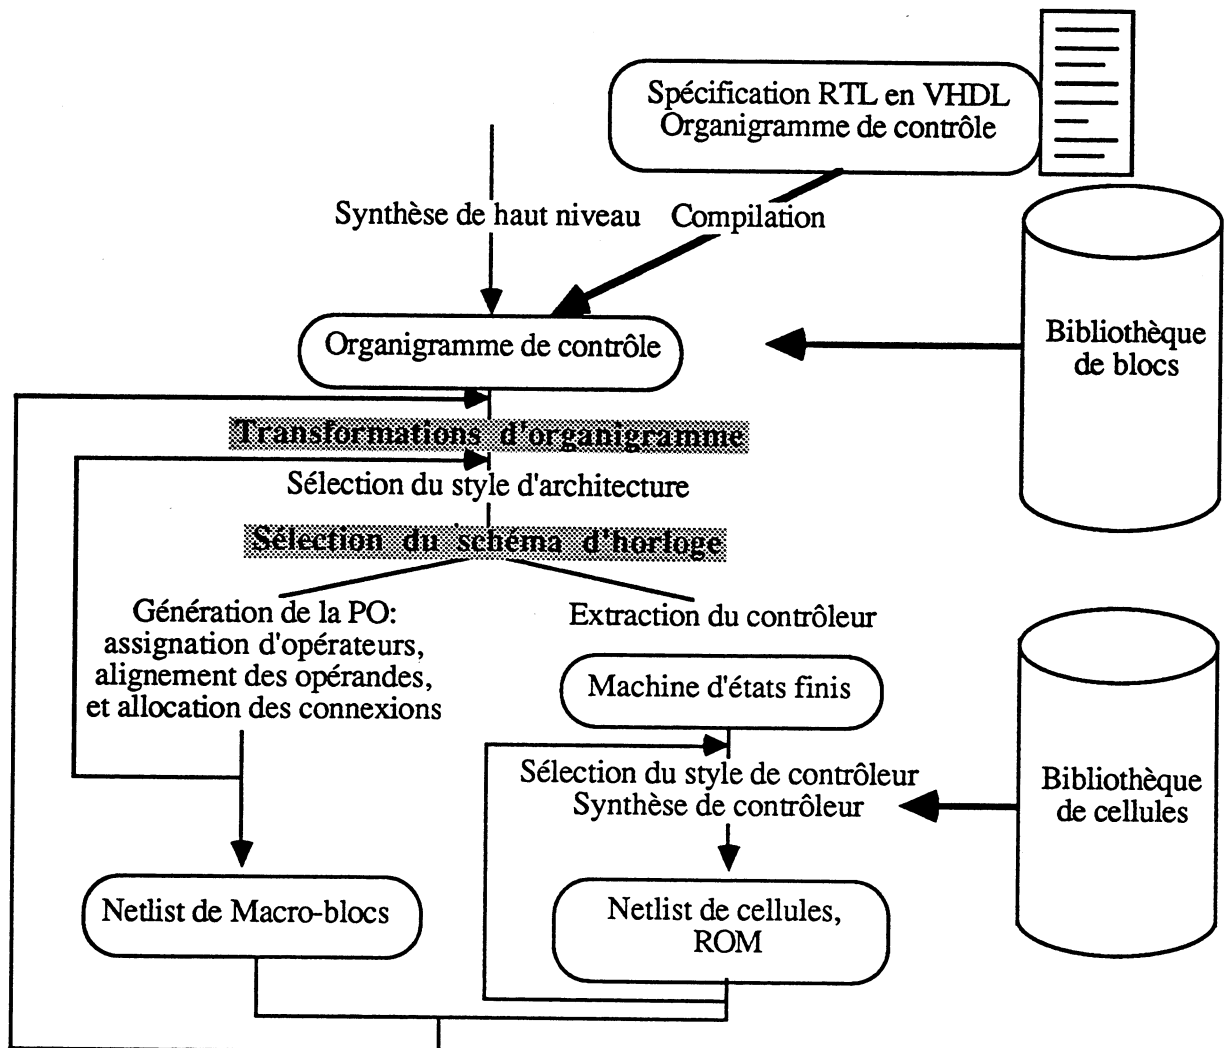 Spécification RTL en VHDL
Organigramme de contrôle
Synthèse de haut niveau
Compilation
Organigramme de contrôle
Bibliothèque
de blocs
Transformations d'organigramme
Sélection du style d'architecture
Sélection du schéma d'horloge
Génération de la PO:
assignation d'opérateurs,
alignement des opérandes,
et allocation des connexions
Extraction du contrôleur
Machine d'états finis
Sélection du style de contrôleur
Synthèse de contrôleur
Bibliothèque
de cellules
Netlist de Macro-blocs
Netlist de cellules,
ROM